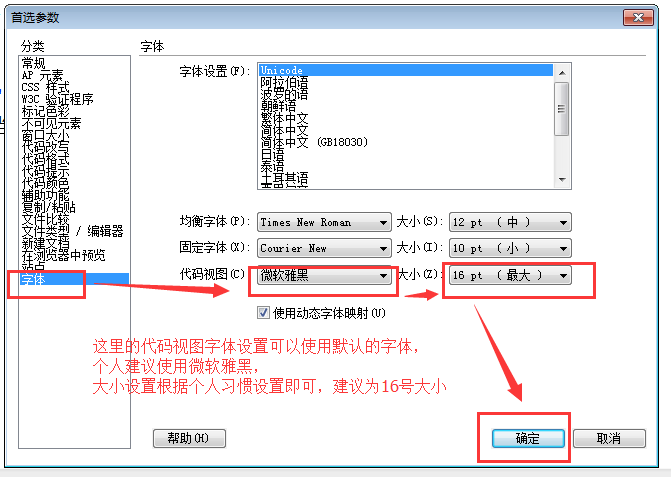 首选参数
分类
常规
AP 元素
CSS 样式
W3C 验证程序
标记色彩
不可见元素
窗口大小
代码改写
代码格式
代码提示
代码颜色
辅助功能
复制/粘贴
文件比较
文件类型 / 编辑器
新建文档
在浏览器中预览
站点
字体
字体
字体设置(F):
Unicode
阿拉伯语
波罗的语
朝鲜语
繁体中文
简体中文
简体中文 (GB18030)
日语
泰语
土耳其语
均衡字体(P): Times New Roman 大小(S): 12 pt ( 中 )
固定字体(X): Courier New 大小(I): 10 pt ( 小 )
代码视图(C) 微软雅黑 大小(Z): 16 pt ( 最大 )
使用动态字体映射(U)
这里的代码视图字体设置可以使用默认的字体，
个人建议使用微软雅黑，
大小设置根据个人习惯设置即可，建议为16号大小
帮助(H) 确定 取消